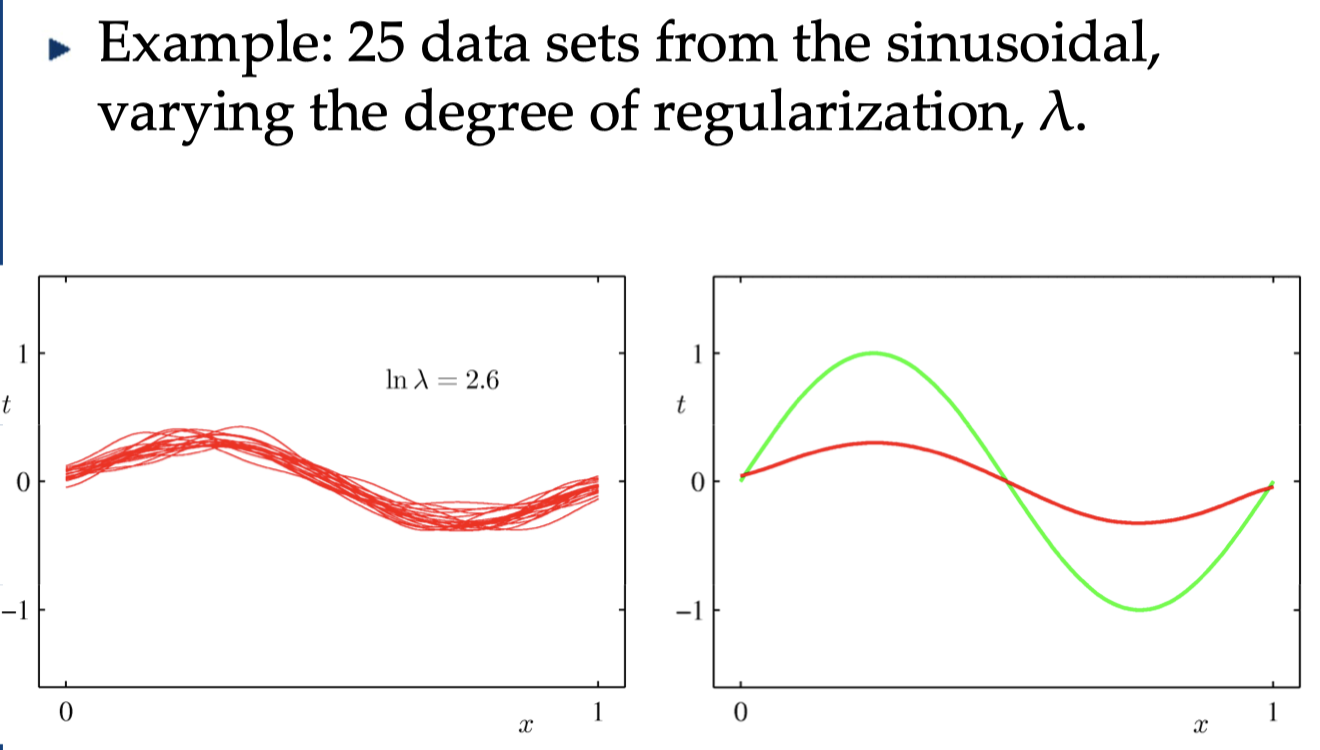 Example: 25 data sets from the sinusoidal,
varying the degree of regularization, λ.
1
t
0
−1
ln λ = 2.6
0
x
1
1
t
0
−1
0
x
1